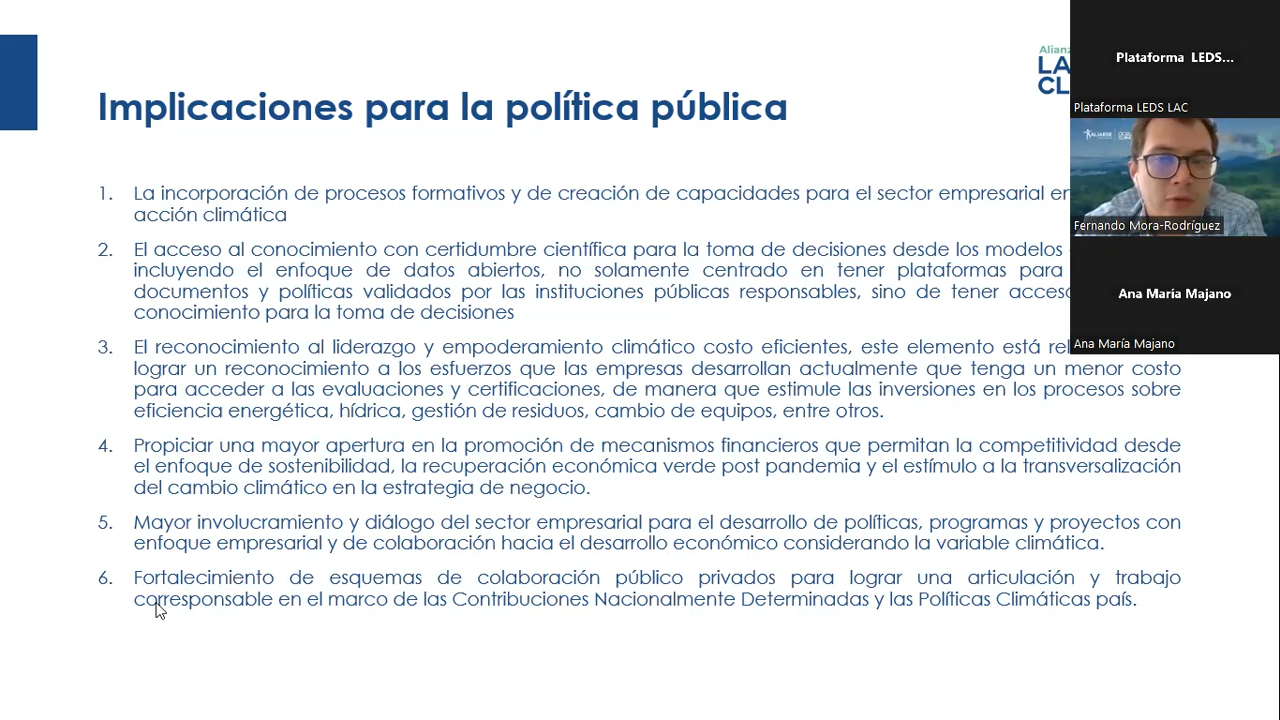 Implicaciones para la política pública
1. La incorporación de procesos formativos y de creación de capacidades para el sector empresarial en
acción climática
2. El acceso al conocimiento con certidumbre científica para la toma de decisiones desde los modelos
incluyendo el enfoque de datos abiertos, no solamente centrado en tener plataformas para
documentos y políticas validados por las instituciones públicas responsables, sino de tener acceso
conocimiento para la toma de decisiones
3. El reconocimiento al liderazgo y empoderamiento climático costo eficientes, este elemento está
lograr un reconocimiento a los esfuerzos que las empresas desarrollan actualmente que tenga un menor costo
para acceder a las evaluaciones y certificaciones, de manera que estimule las inversiones en los procesos sobre
eficiencia energética, hídrica, gestión de residuos, cambio de equipos, entre otros.
4. Propiciar una mayor apertura en la promoción de mecanismos financieros que permitan la competitividad desde
el enfoque de sostenibilidad, la recuperación económica verde post pandemia y el estímulo a la transversalización
del cambio climático en la estrategia de negocio.
5. Mayor involucramiento y diálogo del sector empresarial para el desarrollo de políticas, programas y proyectos con
enfoque empresarial y de colaboración hacia el desarrollo económico considerando la variable climática.
6. Fortalecimiento de esquemas de colaboración público privados para lograr una articulación y trabajo
corresponsable en el marco de las Contribuciones Nacionalmente Determinadas y las Políticas Climáticas país.
Alian
LA
CL
Plataforma LEDS...
Plataforma LEDS LAC
Fernando Mora-Rodríguez
Ana María Majano
Ana María Majano